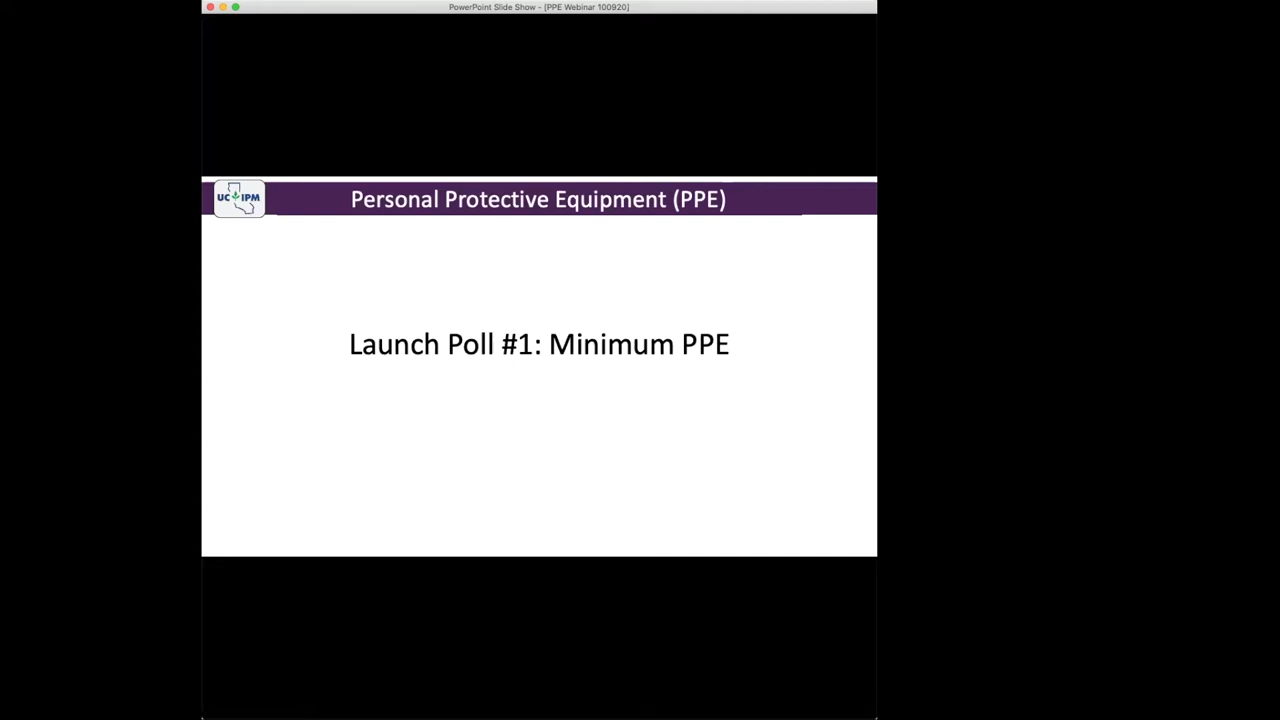 PowerPoint Slide Show - [PPE Webinar 100920]
UC IPM
Personal Protective Equipment (PPE)
Launch Poll #1: Minimum PPE